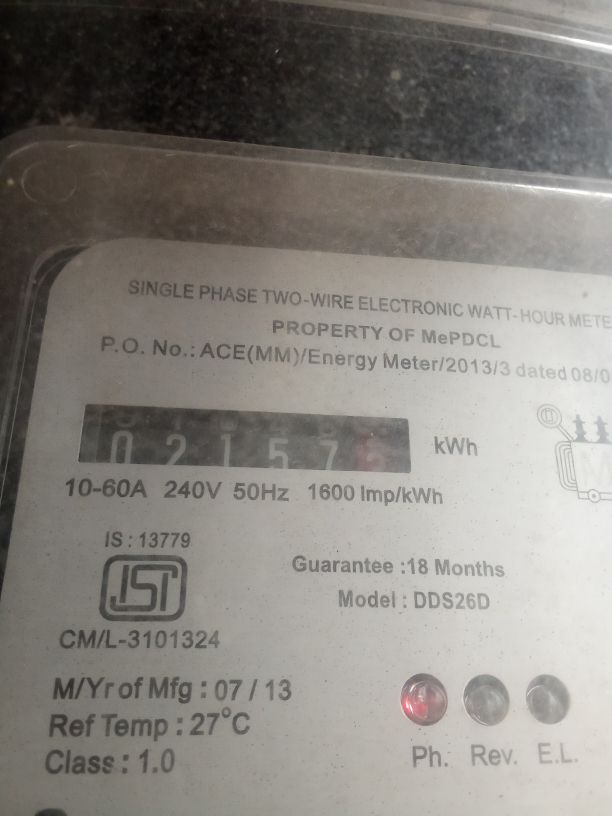 SINGLE PHASE TWO-WIRE ELECTRONIC WATT-HOUR METE
PROPERTY OF MePDCL
P.O. No.: ACE(MM)/Energy Meter/2013/3 dated 08/0
02157 kWh
10-60A 240V 50Hz 1600 Imp/kWh
IS : 13779
Guarantee :18 Months
ISI
Model : DDS26D
CM/L-3101324
M/Yr of Mfg : 07 / 13
Ref Temp : 27°C
Class : 1.0
Ph. Rev. E.L.